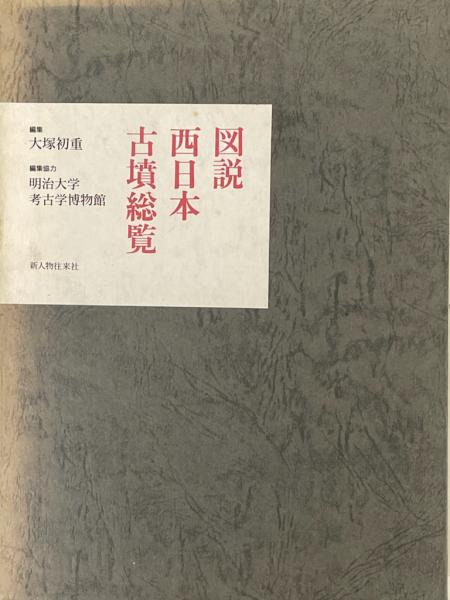 図説
西日本
古墳総覧
編集
大塚初重
編集協力
明治大学
考古学博物館
新人物往来社